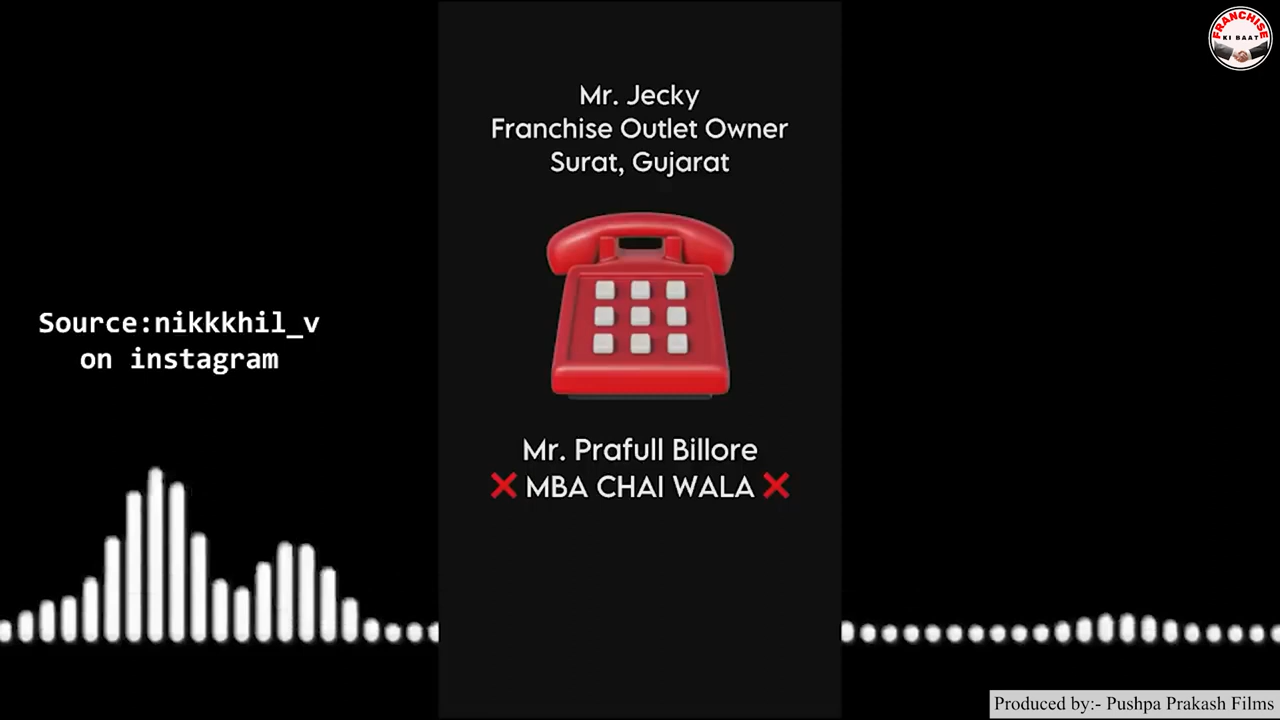 FRANCHISE
KI BAAT
Mr. Jecky
Franchise Outlet Owner
Surat, Gujarat
Source:nikkkhil_v
on instagram
Mr. Prafull Billore
❌ MBA CHAI WALA ❌
Produced by:- Pushpa Prakash Films